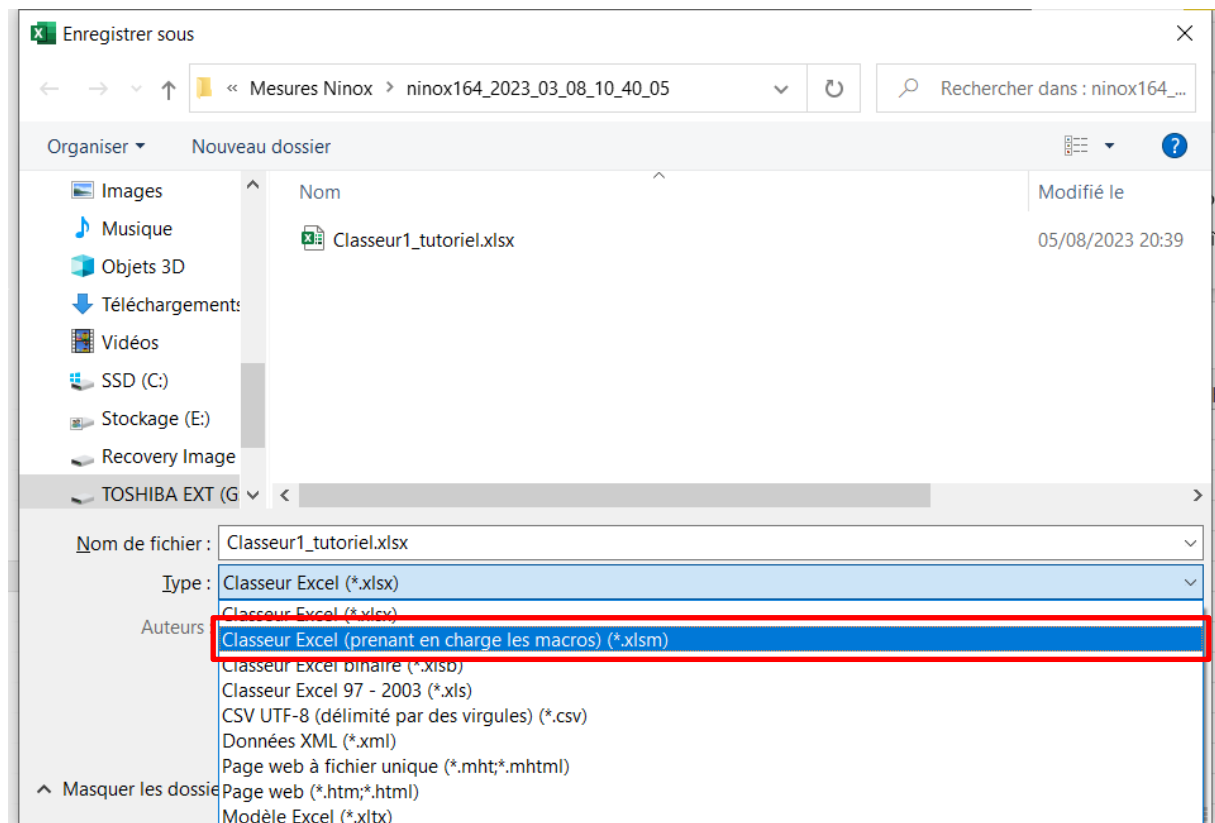 Enregistrer sous
« Mesures Ninox > ninox164_2023_03_08_10_40_05
Rechercher dans : ninox164_...
Organiser
Nouveau dossier
?
Nom
Modifié le
Images
Musique
Objets 3D
Téléchargements
Vidéos
SSD (C:)
Stockage (E:)
Recovery Image
TOSHIBA EXT (G
Classeur1_tutoriel.xlsx
05/08/2023 20:39
Nom de fichier : Classeur1_tutoriel.xlsx
Type : Classeur Excel (*.xlsx)
Auteurs :
Classeur Excel (*.xlsx)
Classeur Excel (prenant en charge les macros) (*.xlsm)
Classeur Excel binaire (*.xlsb)
Classeur Excel 97 - 2003 (*.xls)
CSV UTF-8 (délimité par des virgules) (*.csv)
Données XML (*.xml)
Page web à fichier unique (*.mht;*.mhtml)
Page web (*.htm;*.html)
Modèle Excel (*.xltx)
Masquer les dossie